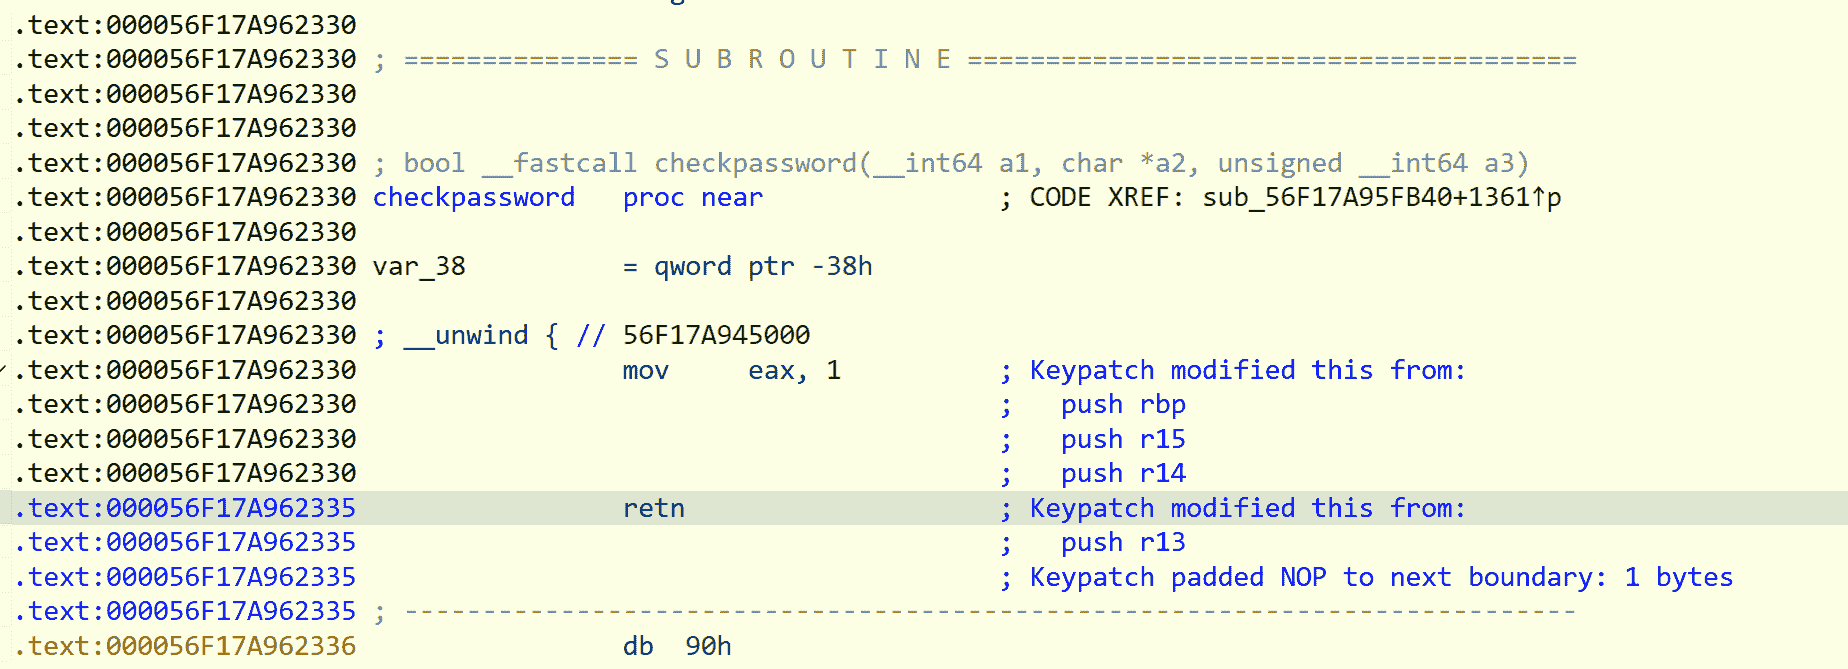 .text:000056F17A962330
.text:000056F17A962330 ; =============== S U B R O U T I N E =======================================
.text:000056F17A962330
.text:000056F17A962330
.text:000056F17A962330 ; bool __fastcall checkpassword(__int64 a1, char *a2, unsigned __int64 a3)
.text:000056F17A962330 checkpassword   proc near               ; CODE XREF: sub_56F17A95FB40+1361↑p
.text:000056F17A962330
.text:000056F17A962330 var_38          = qword ptr -38h
.text:000056F17A962330
.text:000056F17A962330 ; __unwind { // 56F17A945000
.text:000056F17A962330                 mov     eax, 1          ; Keypatch modified this from:
.text:000056F17A962330                                         ;   push rbp
.text:000056F17A962330                                         ;   push r15
.text:000056F17A962330                                         ;   push r14
.text:000056F17A962335                 retn                    ; Keypatch modified this from:
.text:000056F17A962335                                         ;   push r13
.text:000056F17A962335                                         ; Keypatch padded NOP to next boundary: 1 bytes
.text:000056F17A962335 ; ---------------------------------------------------------------------------
.text:000056F17A962336                 db  90h